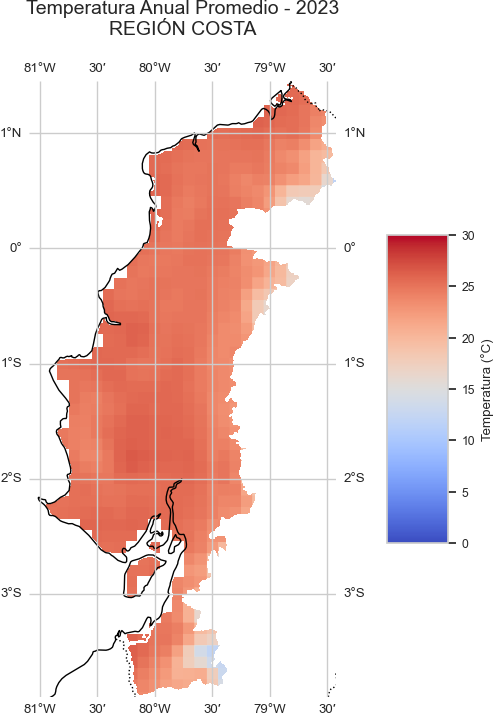 Temperatura Anual Promedio - 2023
REGIÓN COSTA
81°W 30′ 80°W 30′ 79°W 30′
1°N 1°N
0° 0°
1°S 1°S
2°S 2°S
3°S 3°S
81°W 30′ 80°W 30′ 79°W 30′
30
25
20
15
10
5
0
Temperatura (°C)